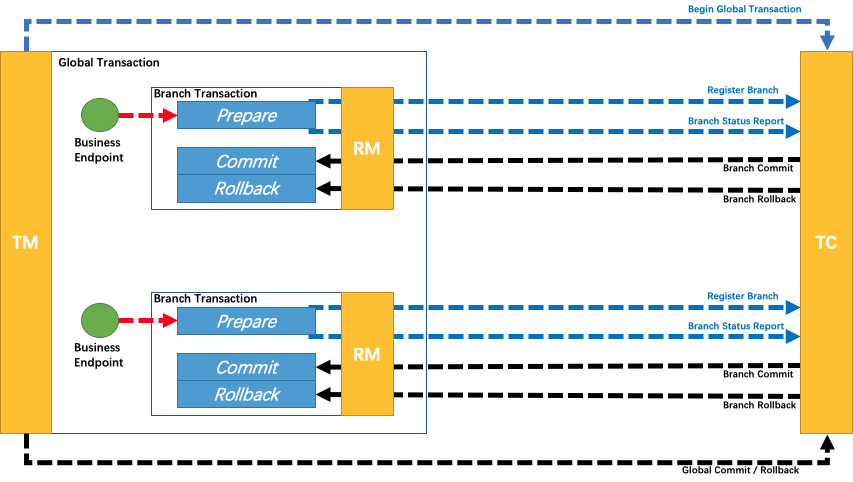 Begin Global Transaction
Global Transaction
Branch Transaction
Prepare
Commit
Rollback
RM
Business
Endpoint
Register Branch
Branch Status Report
Branch Commit
Branch Rollback
TM
TC
Branch Transaction
Prepare
Commit
Rollback
RM
Business
Endpoint
Register Branch
Branch Status Report
Branch Commit
Branch Rollback
Global Commit / Rollback